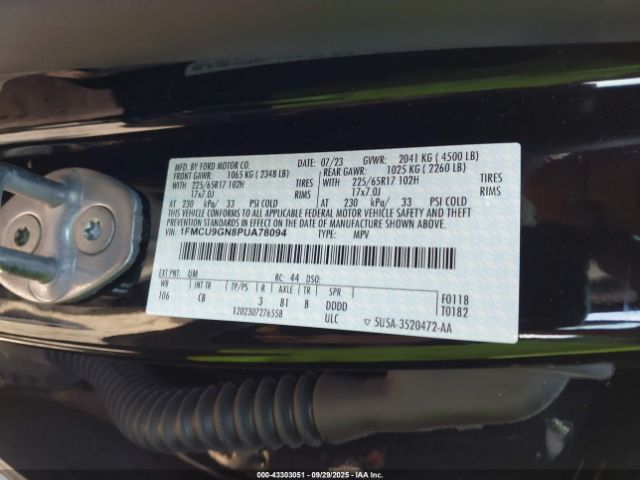 MFD. BY FORD MOTOR CO. 07/23 GVWR: 2041 KG ( 4500 LB)
FRONT GAWR: 1065 KG ( 2348 LB) REAR GAWR: 1025 KG ( 2260 LB)
WITH 225/65R17 102H TIRES WITH 225/65R17 102H TIRES
17x7.0J RIMS 17x7.0J RIMS
AT 230 kPa/ 33 PSI COLD AT 230 kPa/ 33 PSI COLD
THIS VEHICLE CONFORMS TO ALL APPLICABLE FEDERAL MOTOR VEHICLE SAFETY AND THEFT
PREVENTION STANDARDS IN EFFECT ON THE DATE OF MANUFACTURE SHOWN ABOVE.
VIN: 1FMCU9GN8PUA78094 TYPE: MPV
EXT PNT: UM RC: 44 DSO:
WB INT TR TP/PS R AXLE TR SPR F0118
106 CB 3 81 8 DDDD T0182
120230727655B ULC 5U5A-3520472-AA
000-43303051 09/29/2025